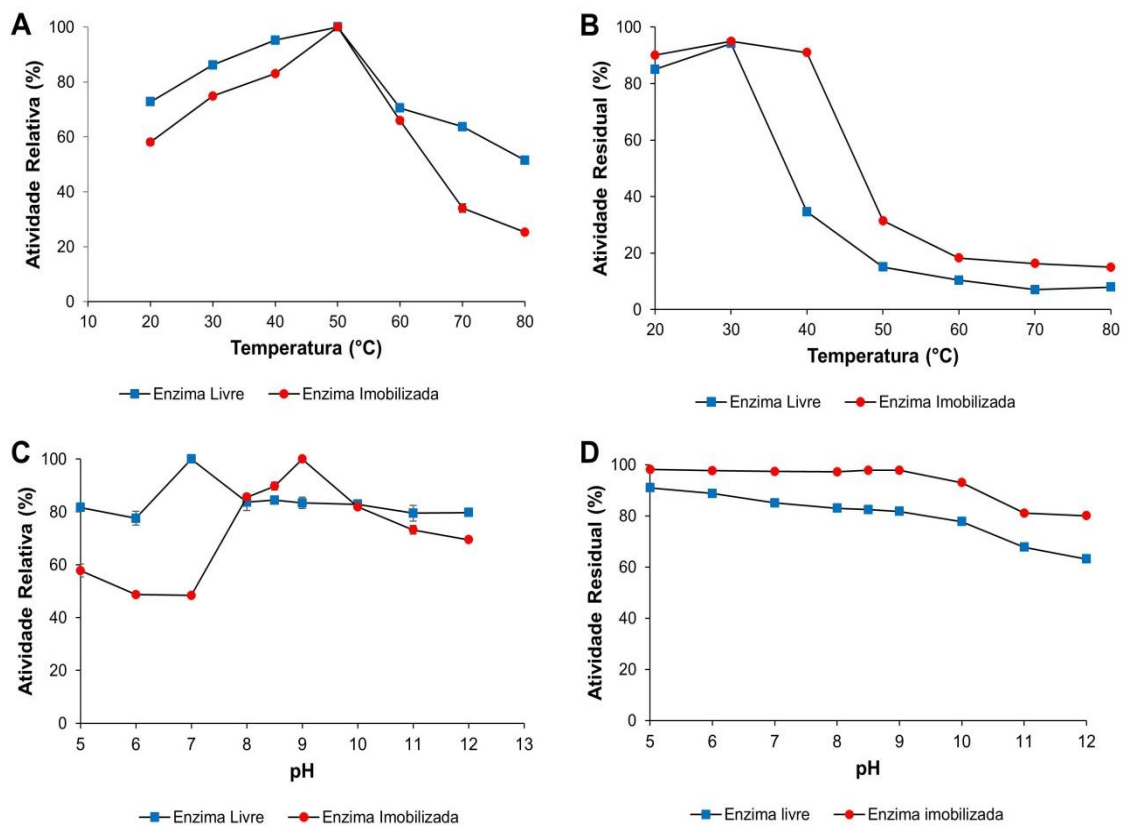 A
Atividade Relativa (%)
100
80
60
40
20
0
10 20 30 40 50 60 70 80
Temperatura (°C)
Enzima Livre Enzima Imobilizada
B
Atividade Residual (%)
100
80
60
40
20
0
20 30 40 50 60 70 80
Temperatura (°C)
Enzima Livre Enzima Imobilizada
C
Atividade Relativa (%)
100
80
60
40
20
0
5 6 7 8 9 10 11 12 13
pH
Enzima Livre Enzima Imobilizada
D
Atividade Residual (%)
100
80
60
40
20
0
5 6 7 8 9 10 11 12
pH
Enzima livre Enzima imobilizada